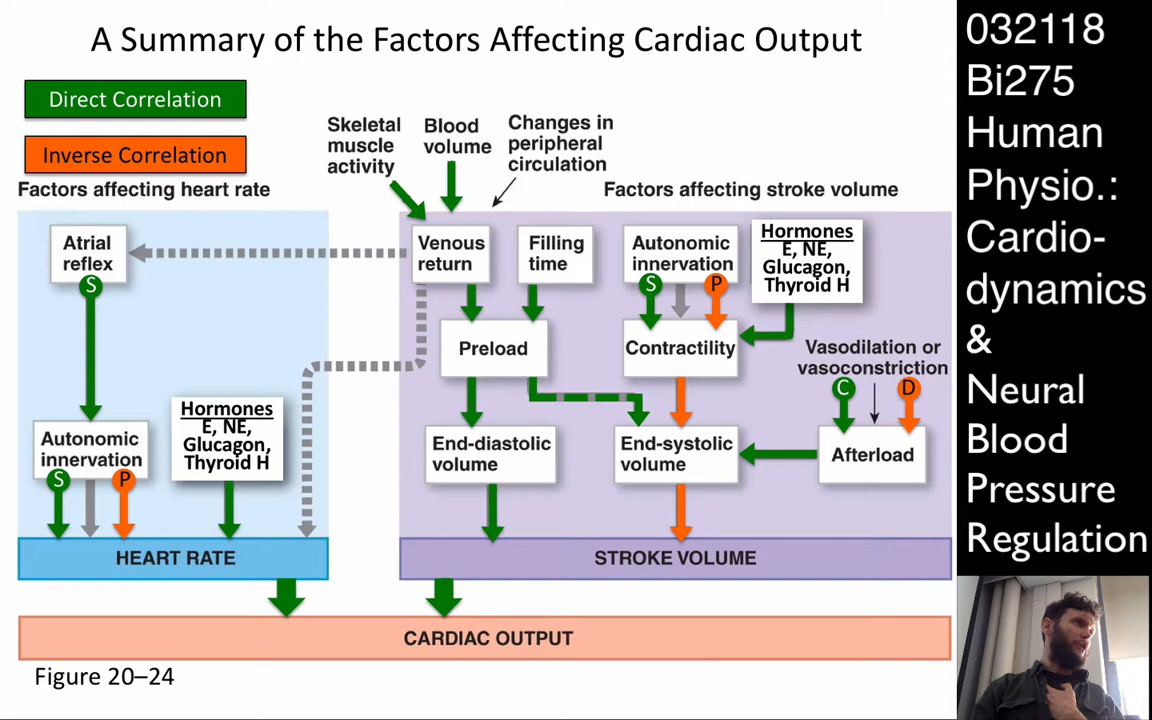 A Summary of the Factors Affecting Cardiac Output
Direct Correlation
Inverse Correlation
Factors affecting heart rate
Skeletal
muscle
activity
Blood
volume
Changes in
peripheral
circulation
Factors affecting stroke volume
Atrial
reflex
S
Venous
return
Filling
time
Autonomic
innervation
S
P
Hormones
E, NE,
Glucagon,
Thyroid H
Preload
Contractility
Vasodilation or
vasoconstriction
C
D
Hormones
E, NE,
Glucagon,
Thyroid H
Autonomic
innervation
S
P
End-diastolic
volume
End-systolic
volume
Afterload
HEART RATE
STROKE VOLUME
CARDIAC OUTPUT
Figure 20–24
032118
Bi275
Human
Physio.:
Cardio-
dynamics
&
Neural
Blood
Pressure
Regulation